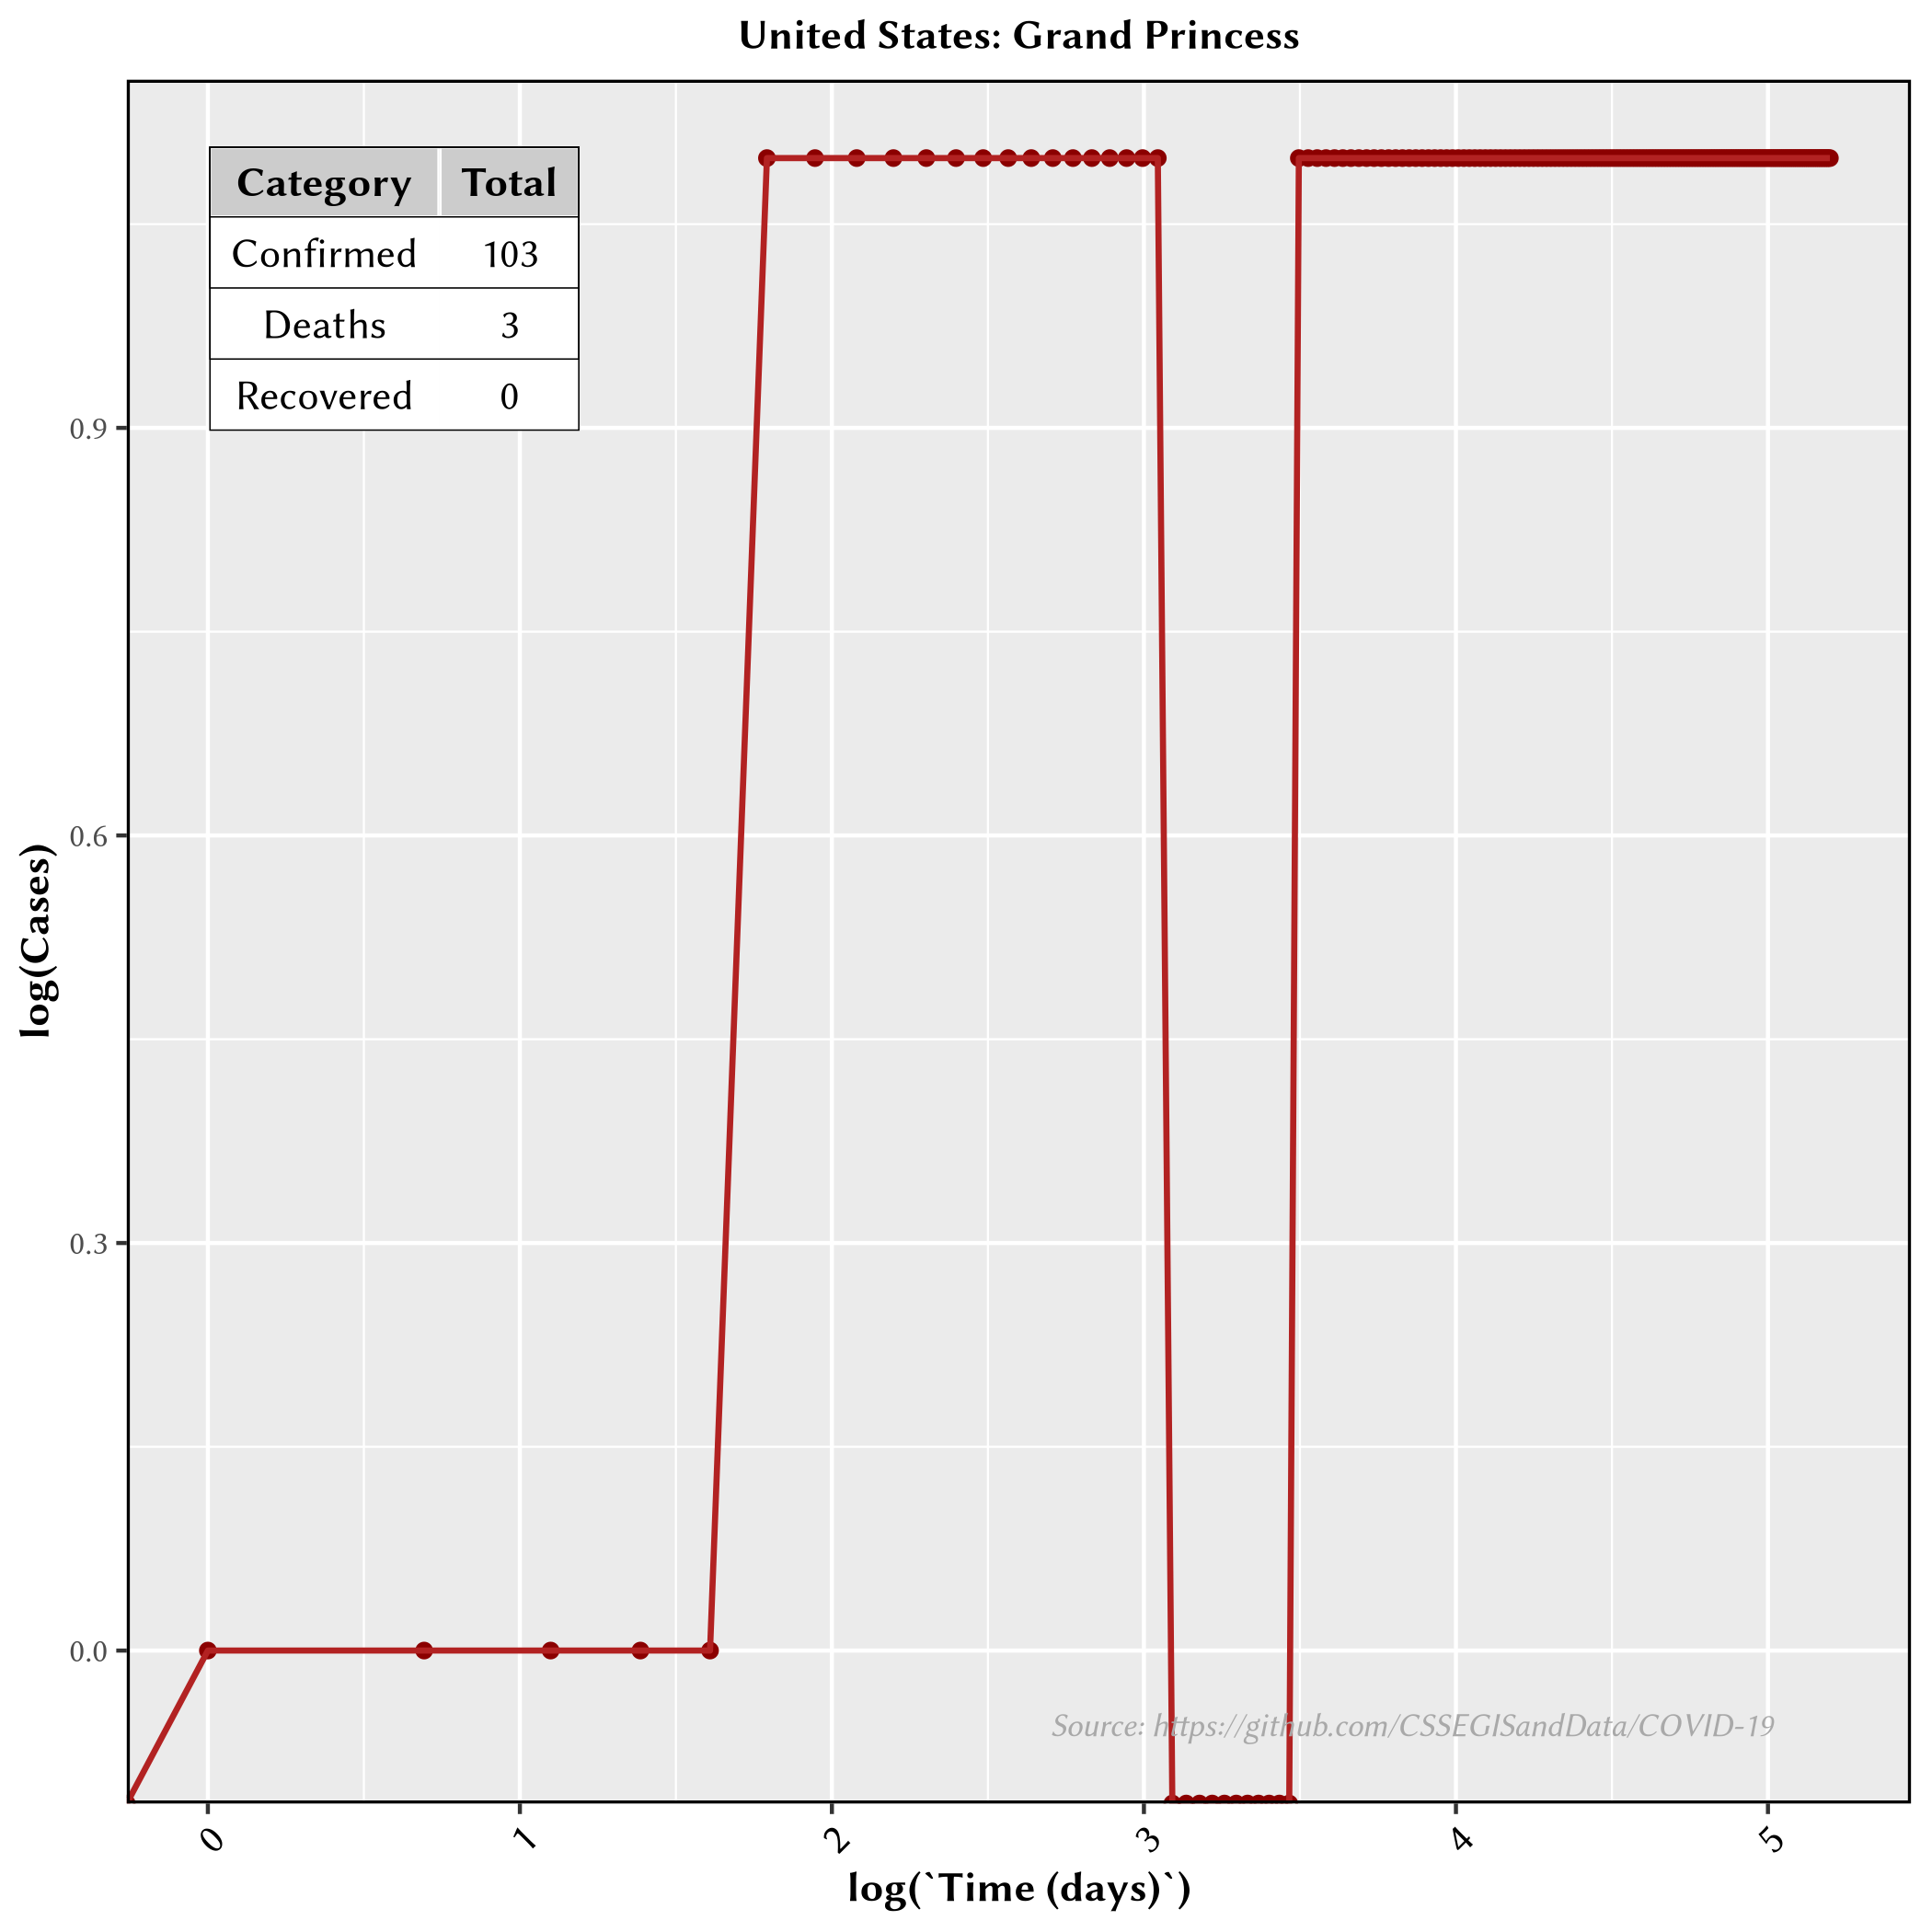 United States: Grand Princess
Category Total
Confirmed 103
Deaths 3
Recovered 0
0.9
0.6
0.3
0.0
log(Cases)
Source: https://github.com/CSSEGISandData/COVID-19
0 1 2 3 4 5
log(`Time (days)`)